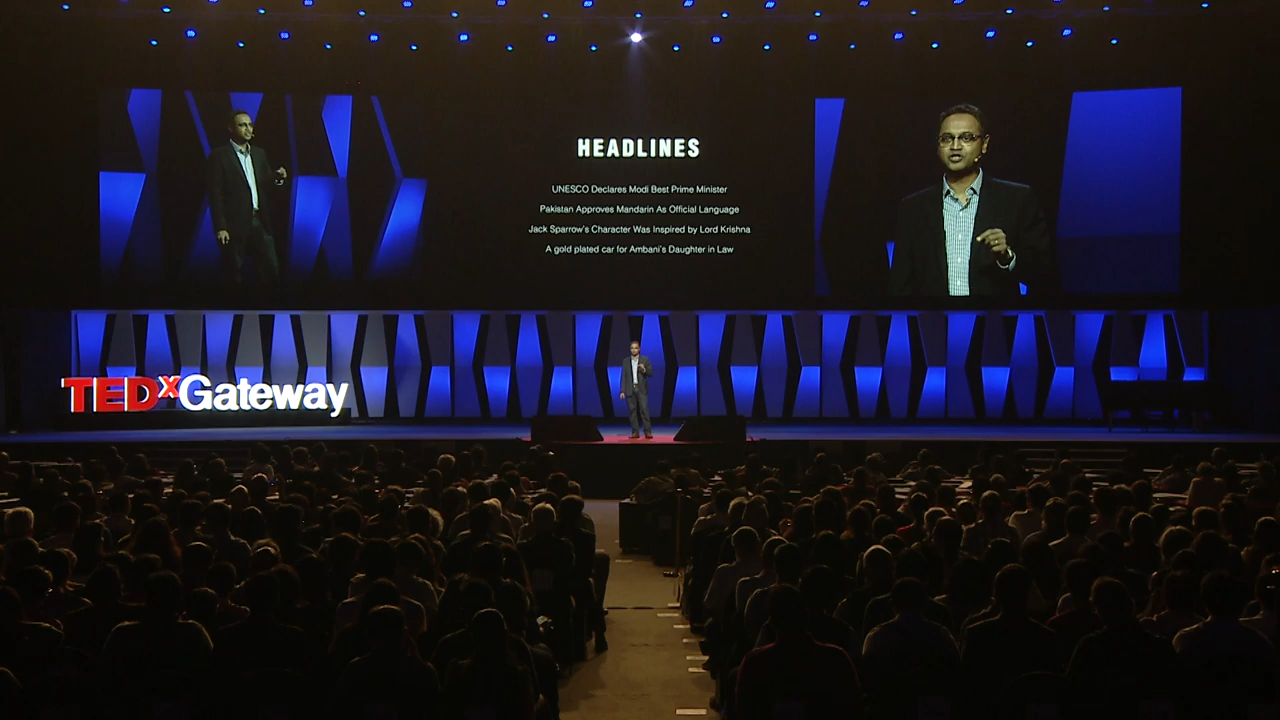 HEADLINES
UNESCO Declares Modi Best Prime Minister
Pakistan Approves Mandarin As Official Language
Jack Sparrow's Character Was Inspired by Lord Krishna
A gold plated car for Ambani's Daughter in Law
TEDxGateway